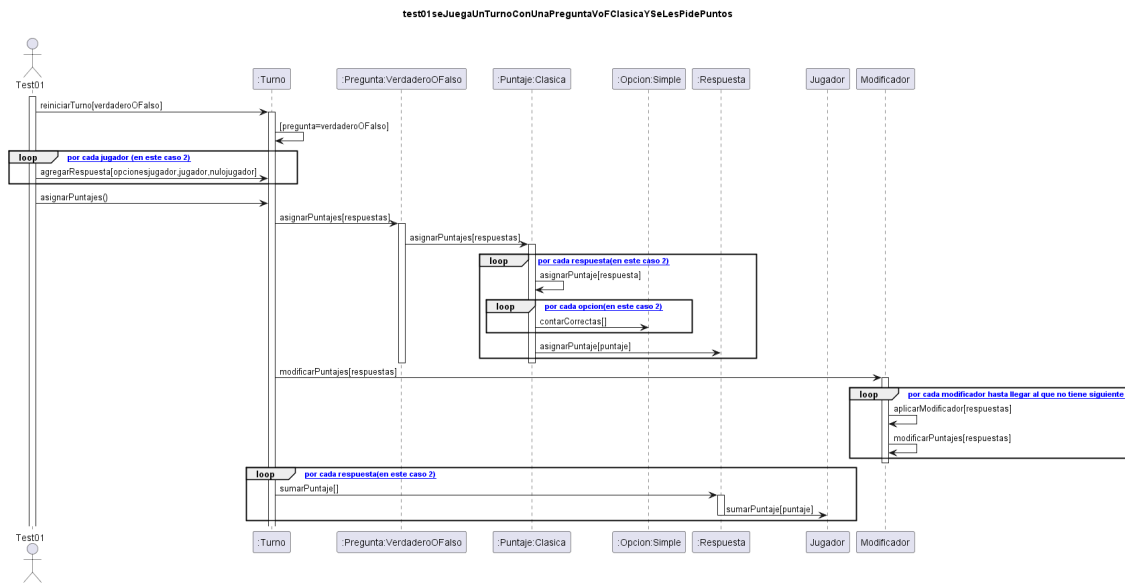 test01seJuegaUnTurnoConUnaPreguntaVoFClasicaYSeLesPidePuntos
Test01
:Turno
:Pregunta:VerdaderoOFalso
:Puntaje:Clasica
:Opcion:Simple
:Respuesta
Jugador
Modificador
reiniciarTurno[verdaderoOFalso]
[pregunta=verdaderoOFalso]
loop
por cada jugador (en este caso 2)
agregarRespuesta[opcionesjugador,jugador,nulojugador]
asignarPuntajes()
asignarPuntajes[respuestas]
asignarPuntajes[respuestas]
loop
por cada respuesta(en este caso 2)
asignarPuntaje[respuesta]
loop
por cada opcion(en este caso 2)
contarCorrectas[]
asignarPuntaje[puntaje]
modificarPuntajes[respuestas]
loop
por cada modificador hasta llegar al que no tiene siguiente
aplicarModificador[respuestas]
modificarPuntajes[respuestas]
loop
por cada respuesta(en este caso 2)
sumarPuntaje[]
sumarPuntaje[puntaje]
Test01
:Turno
:Pregunta:VerdaderoOFalso
:Puntaje:Clasica
:Opcion:Simple
:Respuesta
Jugador
Modificador